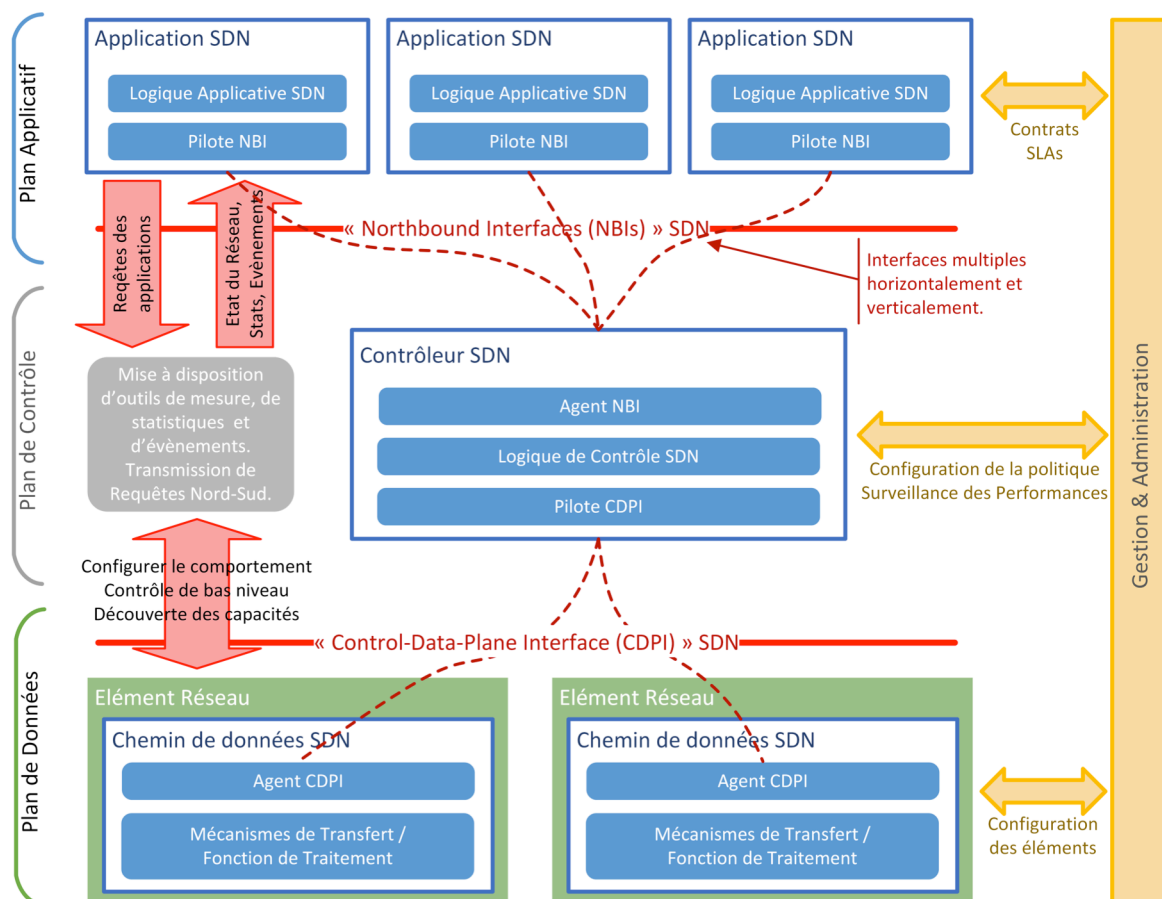 Plan Applicatif
Application SDN
Logique Applicative SDN
Pilote NBI
Application SDN
Logique Applicative SDN
Pilote NBI
Application SDN
Logique Applicative SDN
Pilote NBI
Contrats
SLAs
Reqêtes des
applications
Etat du Réseau,
Stats, Evènements
« Northbound Interfaces (NBIs) » SDN
Interfaces multiples
horizontalement et
verticalement.
Plan de Contrôle
Mise à disposition
d'outils de mesure, de
statistiques et
d'évènements.
Transmission de
Requêtes Nord-Sud.
Contrôleur SDN
Agent NBI
Logique de Contrôle SDN
Pilote CDPI
Configuration de la politique
Surveillance des Performances
Gestion & Administration
Configurer le comportement
Contrôle de bas niveau
Découverte des capacités
« Control-Data-Plane Interface (CDPI) » SDN
Plan de Données
Elément Réseau
Chemin de données SDN
Agent CDPI
Mécanismes de Transfert /
Fonction de Traitement
Elément Réseau
Chemin de données SDN
Agent CDPI
Mécanismes de Transfert /
Fonction de Traitement
Configuration
des éléments